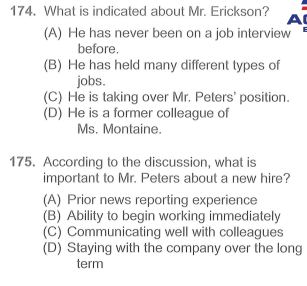 174. What is indicated about Mr. Erickson?
(A) He has never been on a job interview
before.
(B) He has held many different types of
jobs.
(C) He is taking over Mr. Peters' position.
(D) He is a former colleague of
Ms. Montaine.
175. According to the discussion, what is
important to Mr. Peters about a new hire?
(A) Prior news reporting experience
(B) Ability to begin working immediately
(C) Communicating well with colleagues
(D) Staying with the company over the long
term